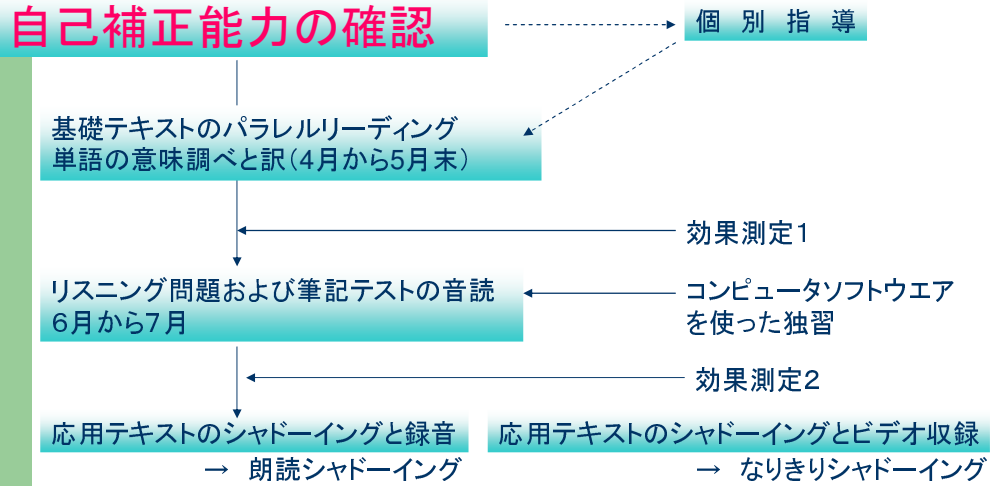 自己補正能力の確認
個 別 指 導
基礎テキストのパラレルリーディング
単語の意味調べと訳（4月から5月末）
効果測定１
リスニング問題および筆記テストの音読
６月から７月
コンピュータソフトウエア
を使った独習
効果測定２
応用テキストのシャドーイングと録音
→ 朗読シャドーイング
応用テキストのシャドーイングとビデオ収録
→ なりきりシャドーイング